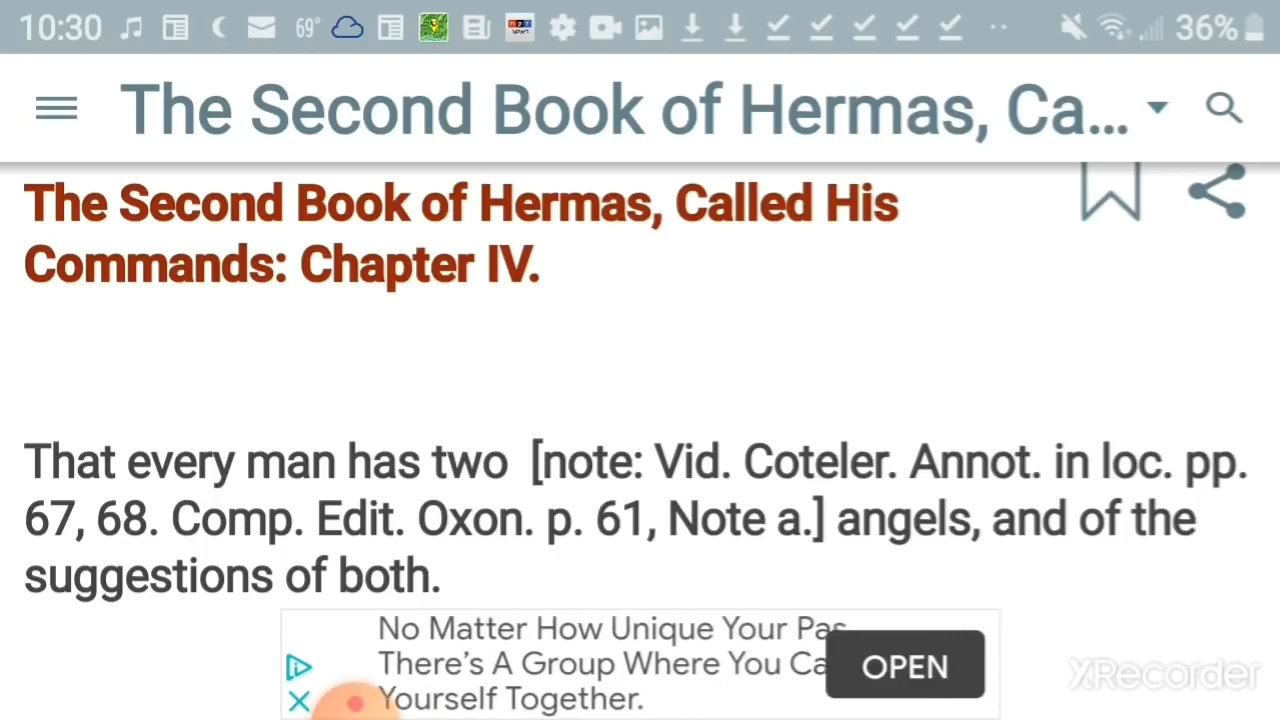 10:30 69° 36%
The Second Book of Hermas, Ca...
The Second Book of Hermas, Called His
Commands: Chapter IV.
That every man has two [note: Vid. Coteler. Annot. in loc. pp.
67, 68. Comp. Edit. Oxon. p. 61, Note a.] angels, and of the
suggestions of both.
No Matter How Unique Your Pas
There's A Group Where You Ca
Yourself Together.
OPEN
XRecorder